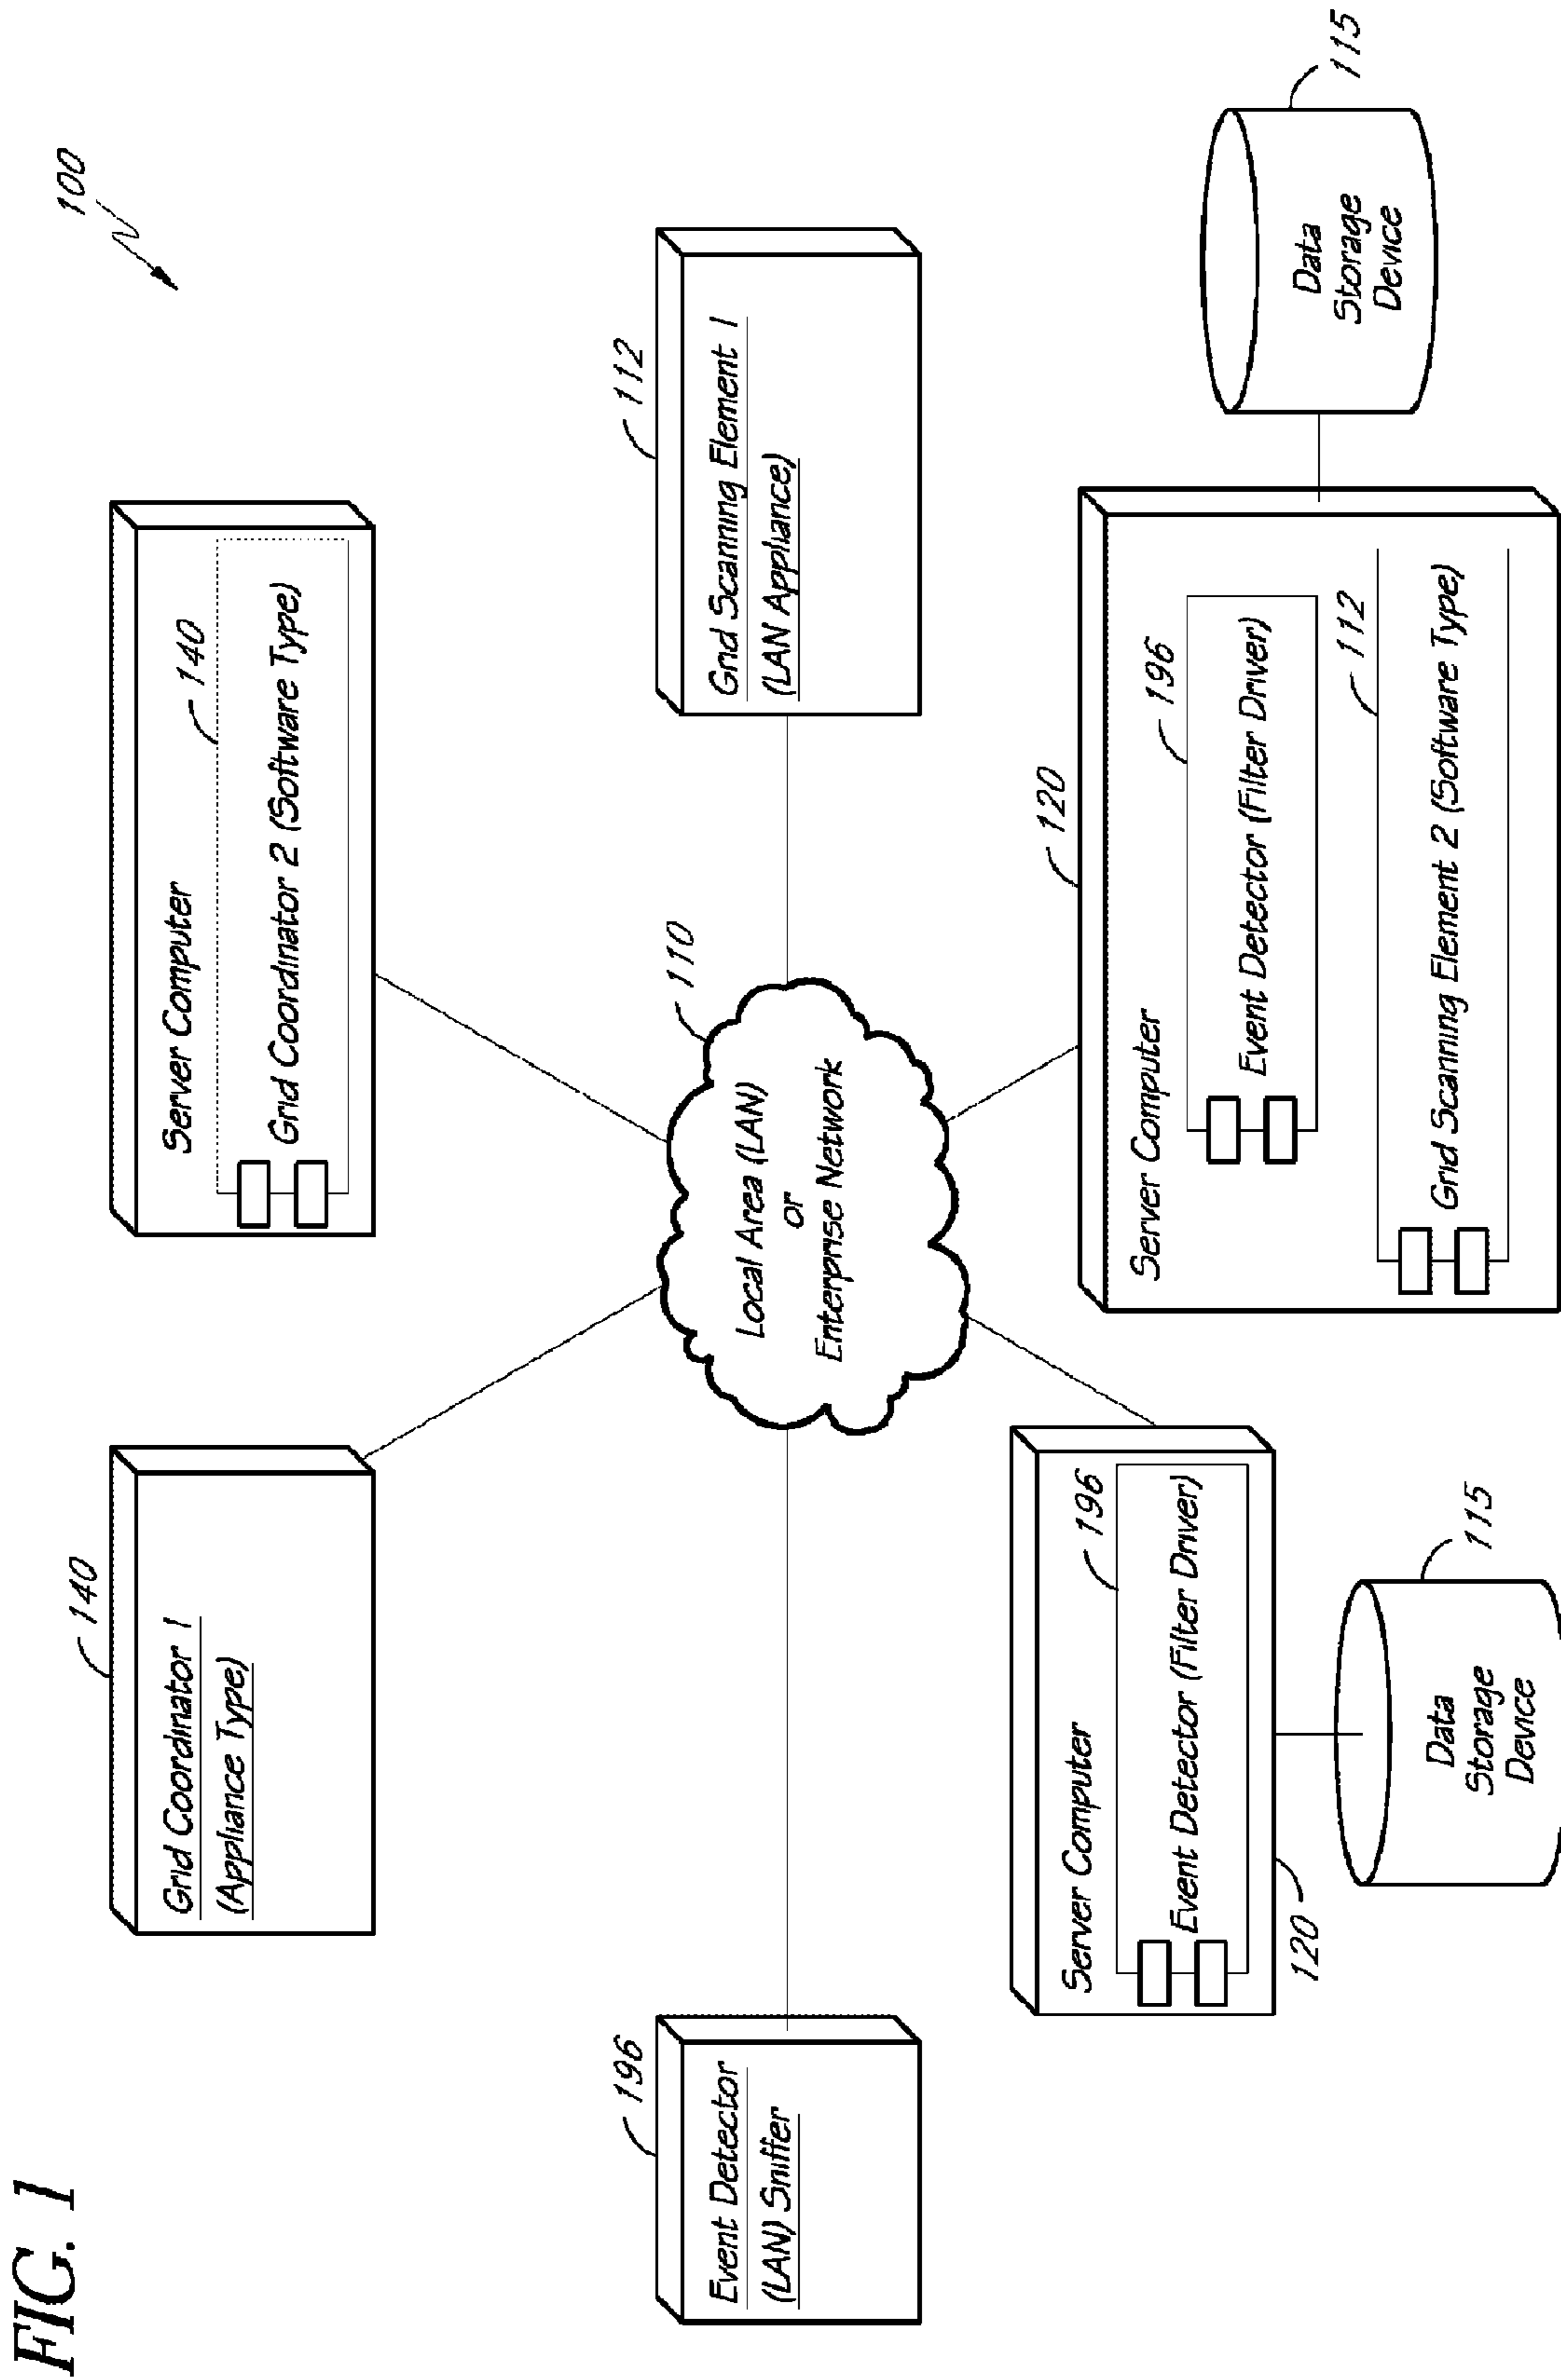 FIG. 1
100
140
Grid Coordinator 1
(Appliance Type)
Server Computer
140
Grid Coordinator 2 (Software Type)
196
Event Detector
(LAN) Sniffer
110
Local Area (LAN)
or
Enterprise Network
112
Grid Scanning Element 1
(LAN Appliance)
Server Computer
196
Event Detector (Filter Driver)
120
115
Data
Storage
Device
120
Server Computer
196
Event Detector (Filter Driver)
112
Grid Scanning Element 2 (Software Type)
115
Data
Storage
Device